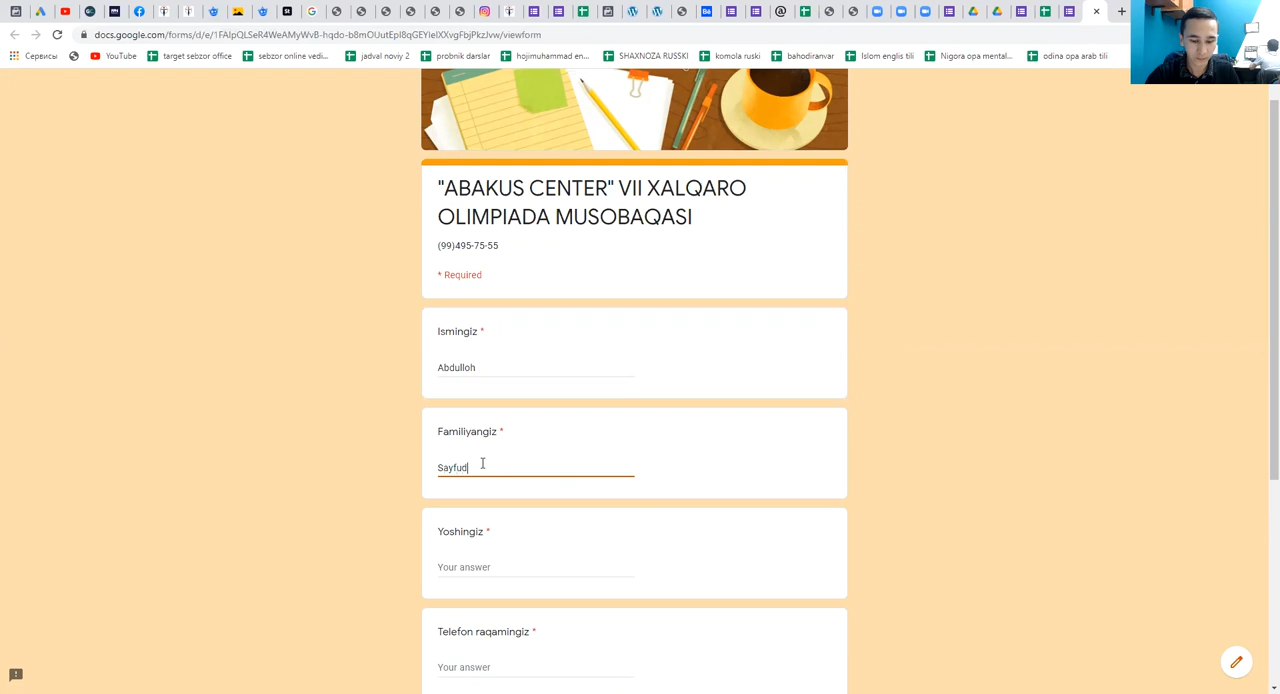 docs.google.com/forms/d/e/1FAIpQLSeR4WeAMyWvB-hqdo-b8mOUutEpI8qGEYIeIXXvgFbjPkzJvw/viewform
Сервисы YouTube target sebzor office sebzor online vedi... jadval noviy 2 probnik darslar hojimuhammad en... SHAXNOZA RUSSKI komola ruski bahodiranvar Islom englis tili Nigora opa mental... odina opa arab tili
"ABAKUS CENTER" VII XALQARO
OLIMPIADA MUSOBAQASI
(99)495-75-55
* Required
Ismingiz *
Abdulloh
Familiyangiz *
Sayfud
Yoshingiz *
Your answer
Telefon raqamingiz *
Your answer